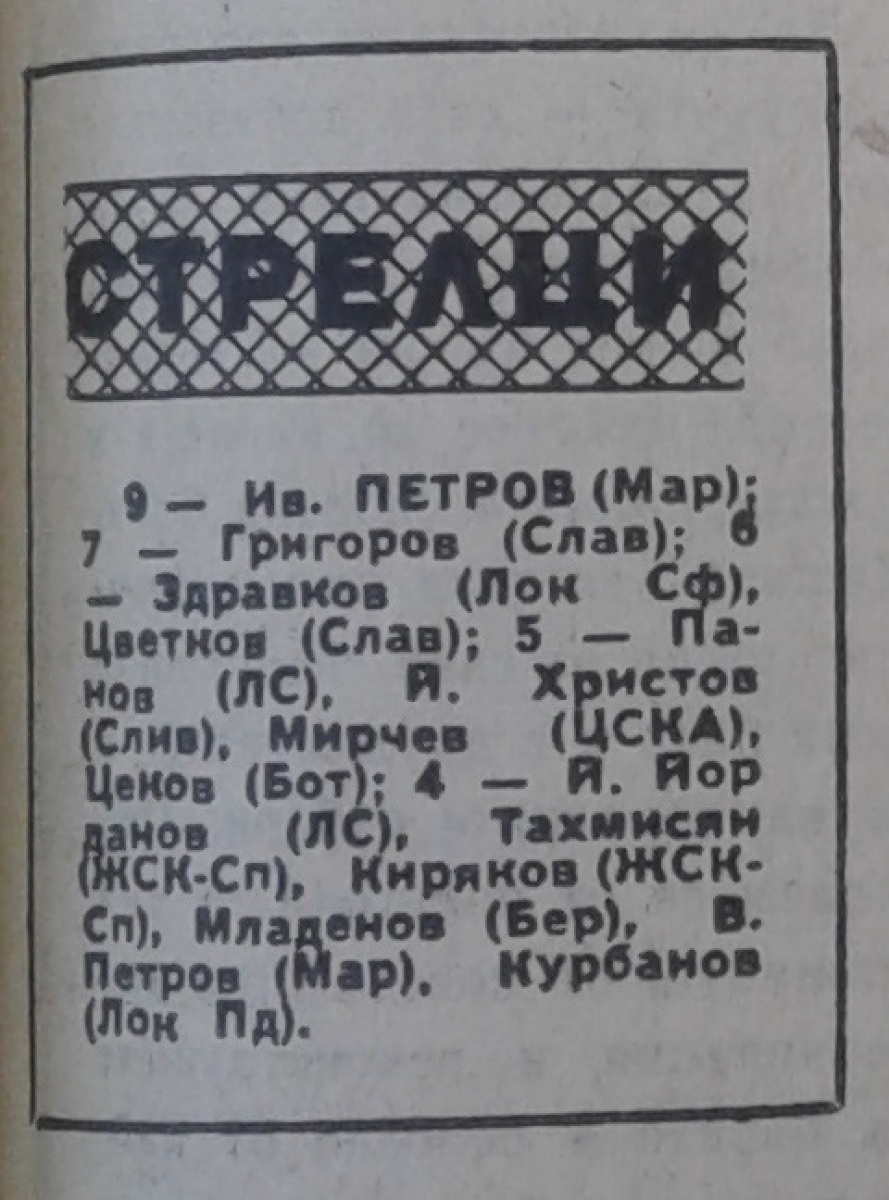 СТРЕЛЦИ
9 — Ив. ПЕТРОВ (Мар);
7 — Григоров (Слав); 6
— Здравков (Лок Сф),
Цветков (Слав); 5 — Па-
нов (ЛС), Й. Христов
(Слив), Мирчев (ЦСКА),
Ценов (Бот); 4 — Й. Йор
данов (ЛС), Тахмисян
(ЖСК-Сп), Киряков (ЖСК-
Сп), Младенов (Бер), В.
Петров (Мар), Курбанов
(Лок Пд).